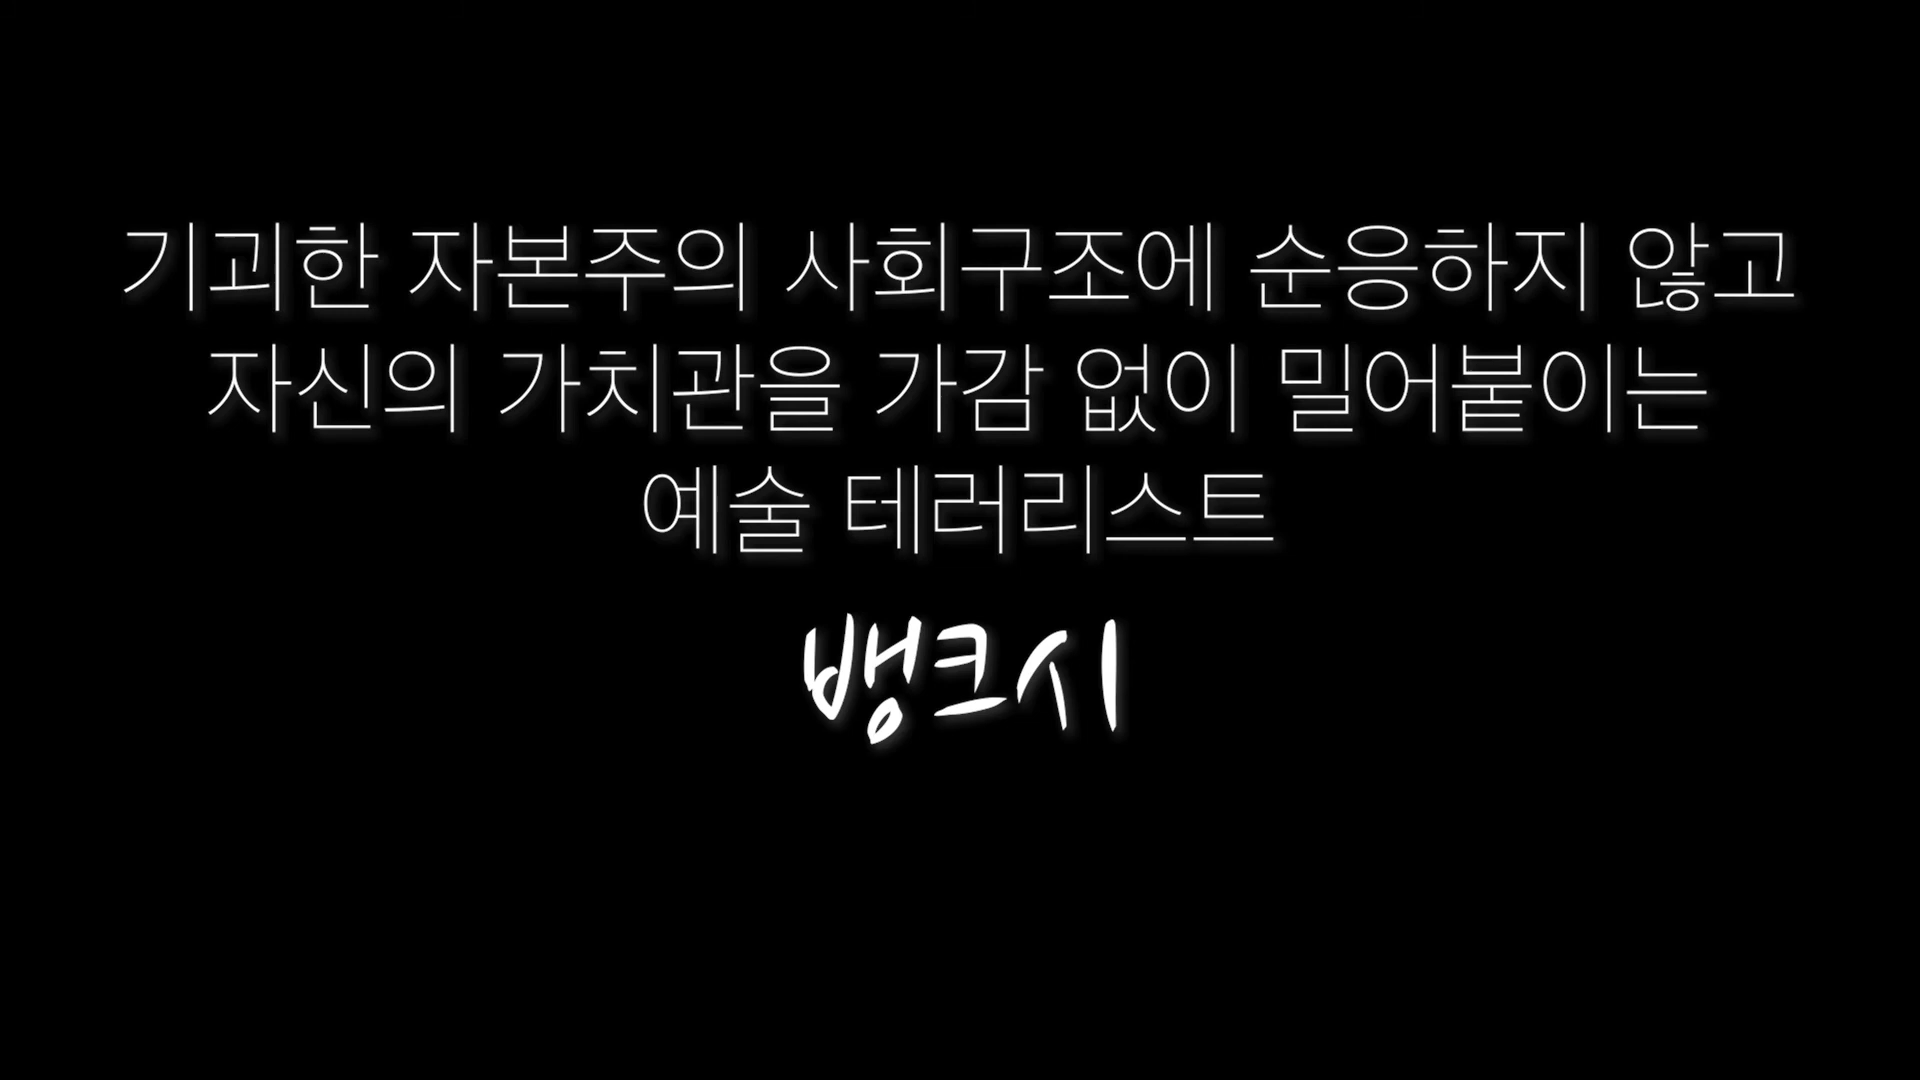 기괴한 자본주의 사회구조에 순응하지 않고
자신의 가치관을 가감 없이 밀어붙이는
예술 테러리스트
뱅크시